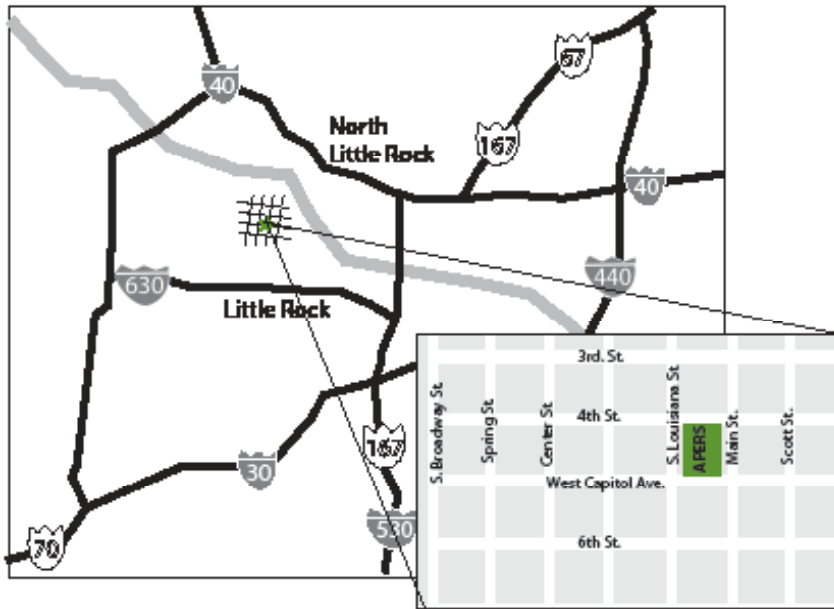 67
40
North
Little Rock
167
40
630
440
Little Rock
3rd. St.
S. Broadway St.
Spring St.
Center St
4th St.
S. Louisiana St
APERS
Main St.
Scott St.
167
30
West Capitol Ave.
530
6th St.
70